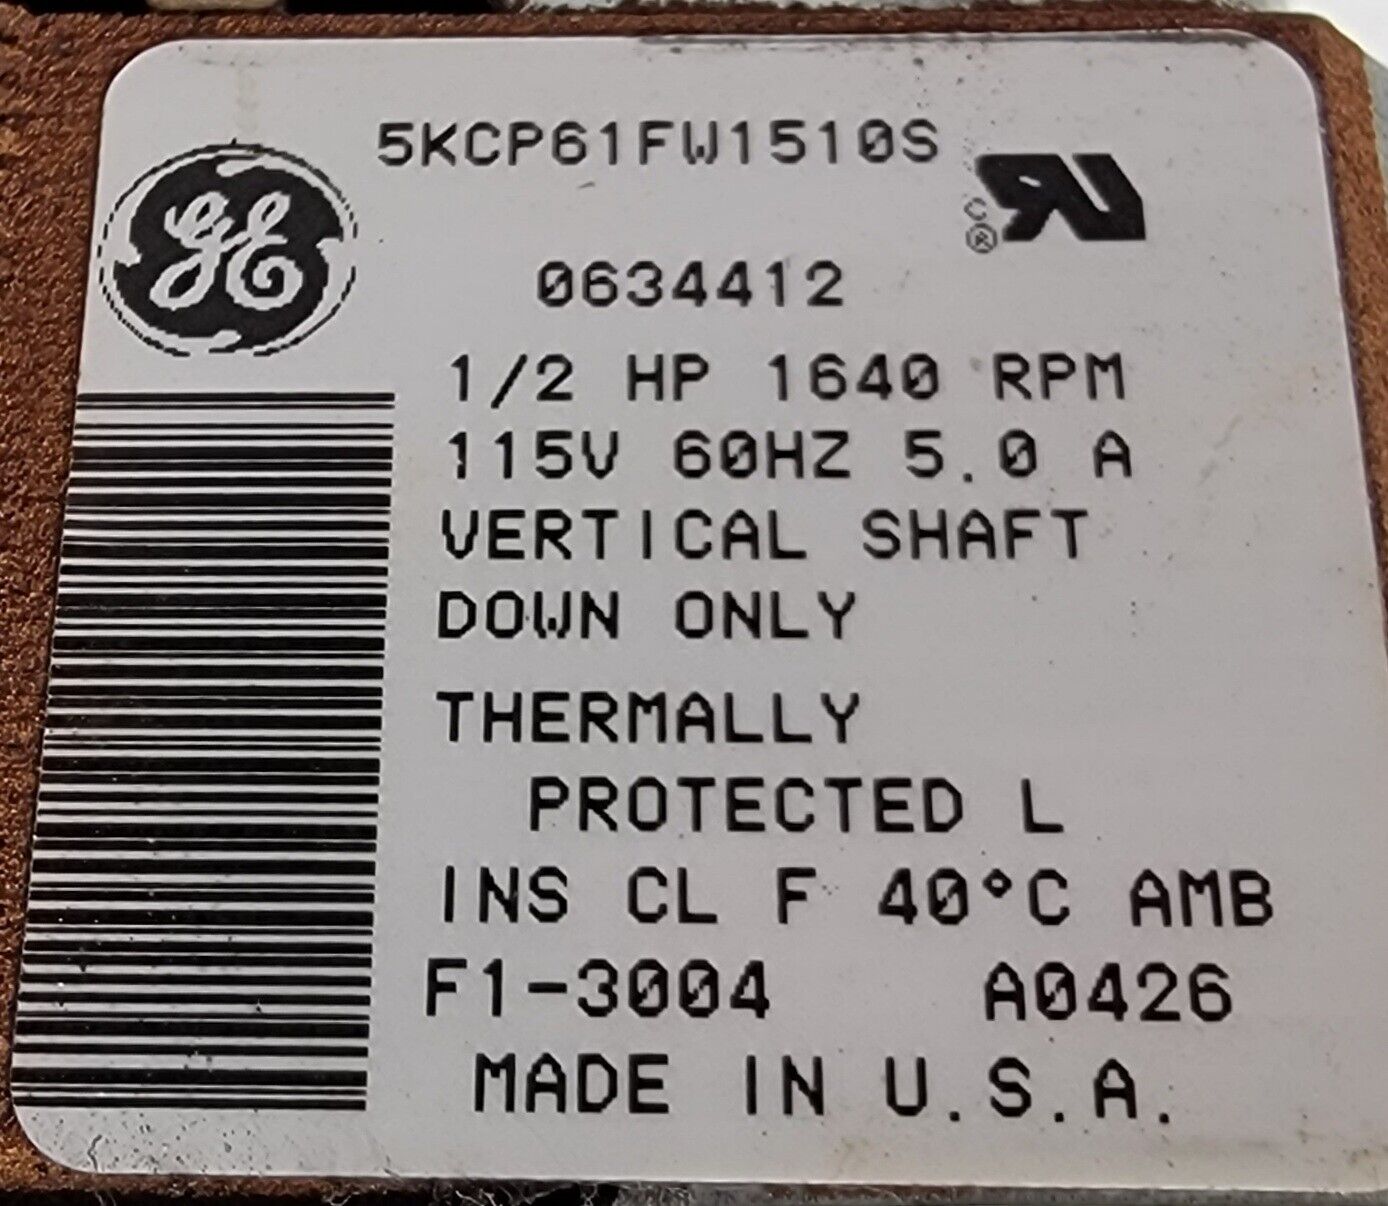 5KCP61FW1510S
GE
C UR ®
0634412
1/2 HP 1640 RPM
115V 60HZ 5.0 A
VERTICAL SHAFT
DOWN ONLY
THERMALLY
PROTECTED L
INS CL F 40°C AMB
F1-3004 A0426
MADE IN U.S.A.